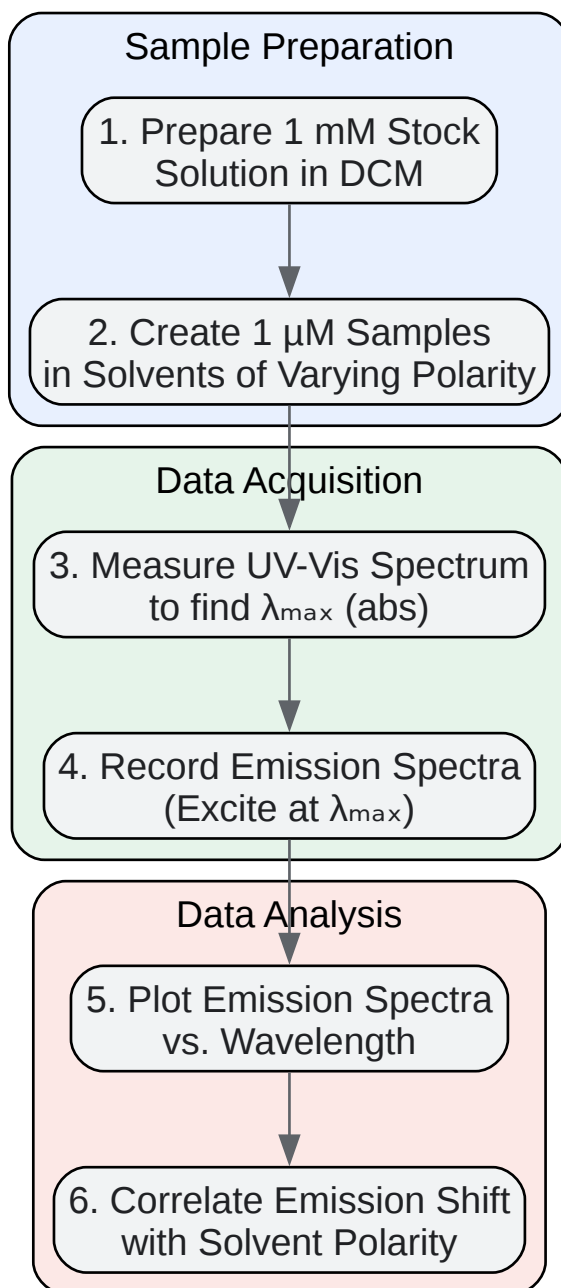 Sample Preparation
1. Prepare 1 mM Stock
Solution in DCM
2. Create 1 µM Samples
in Solvents of Varying Polarity
Data Acquisition
3. Measure UV-Vis Spectrum
to find λₘₐₓ (abs)
4. Record Emission Spectra
(Excite at λₘₐₓ)
Data Analysis
5. Plot Emission Spectra
vs. Wavelength
6. Correlate Emission Shift
with Solvent Polarity